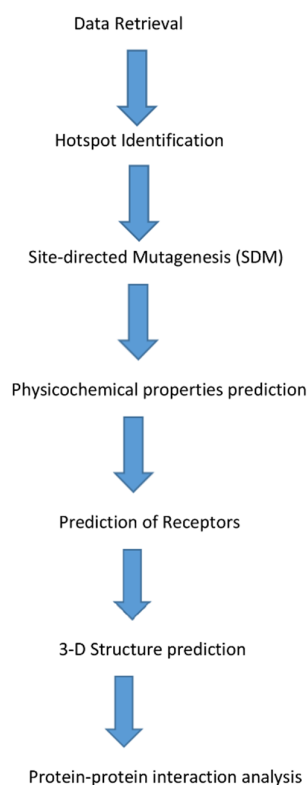 Data Retrieval
Hotspot Identification
Site-directed Mutagenesis (SDM)
Physicochemical properties prediction
Prediction of Receptors
3-D Structure prediction
Protein-protein interaction analysis